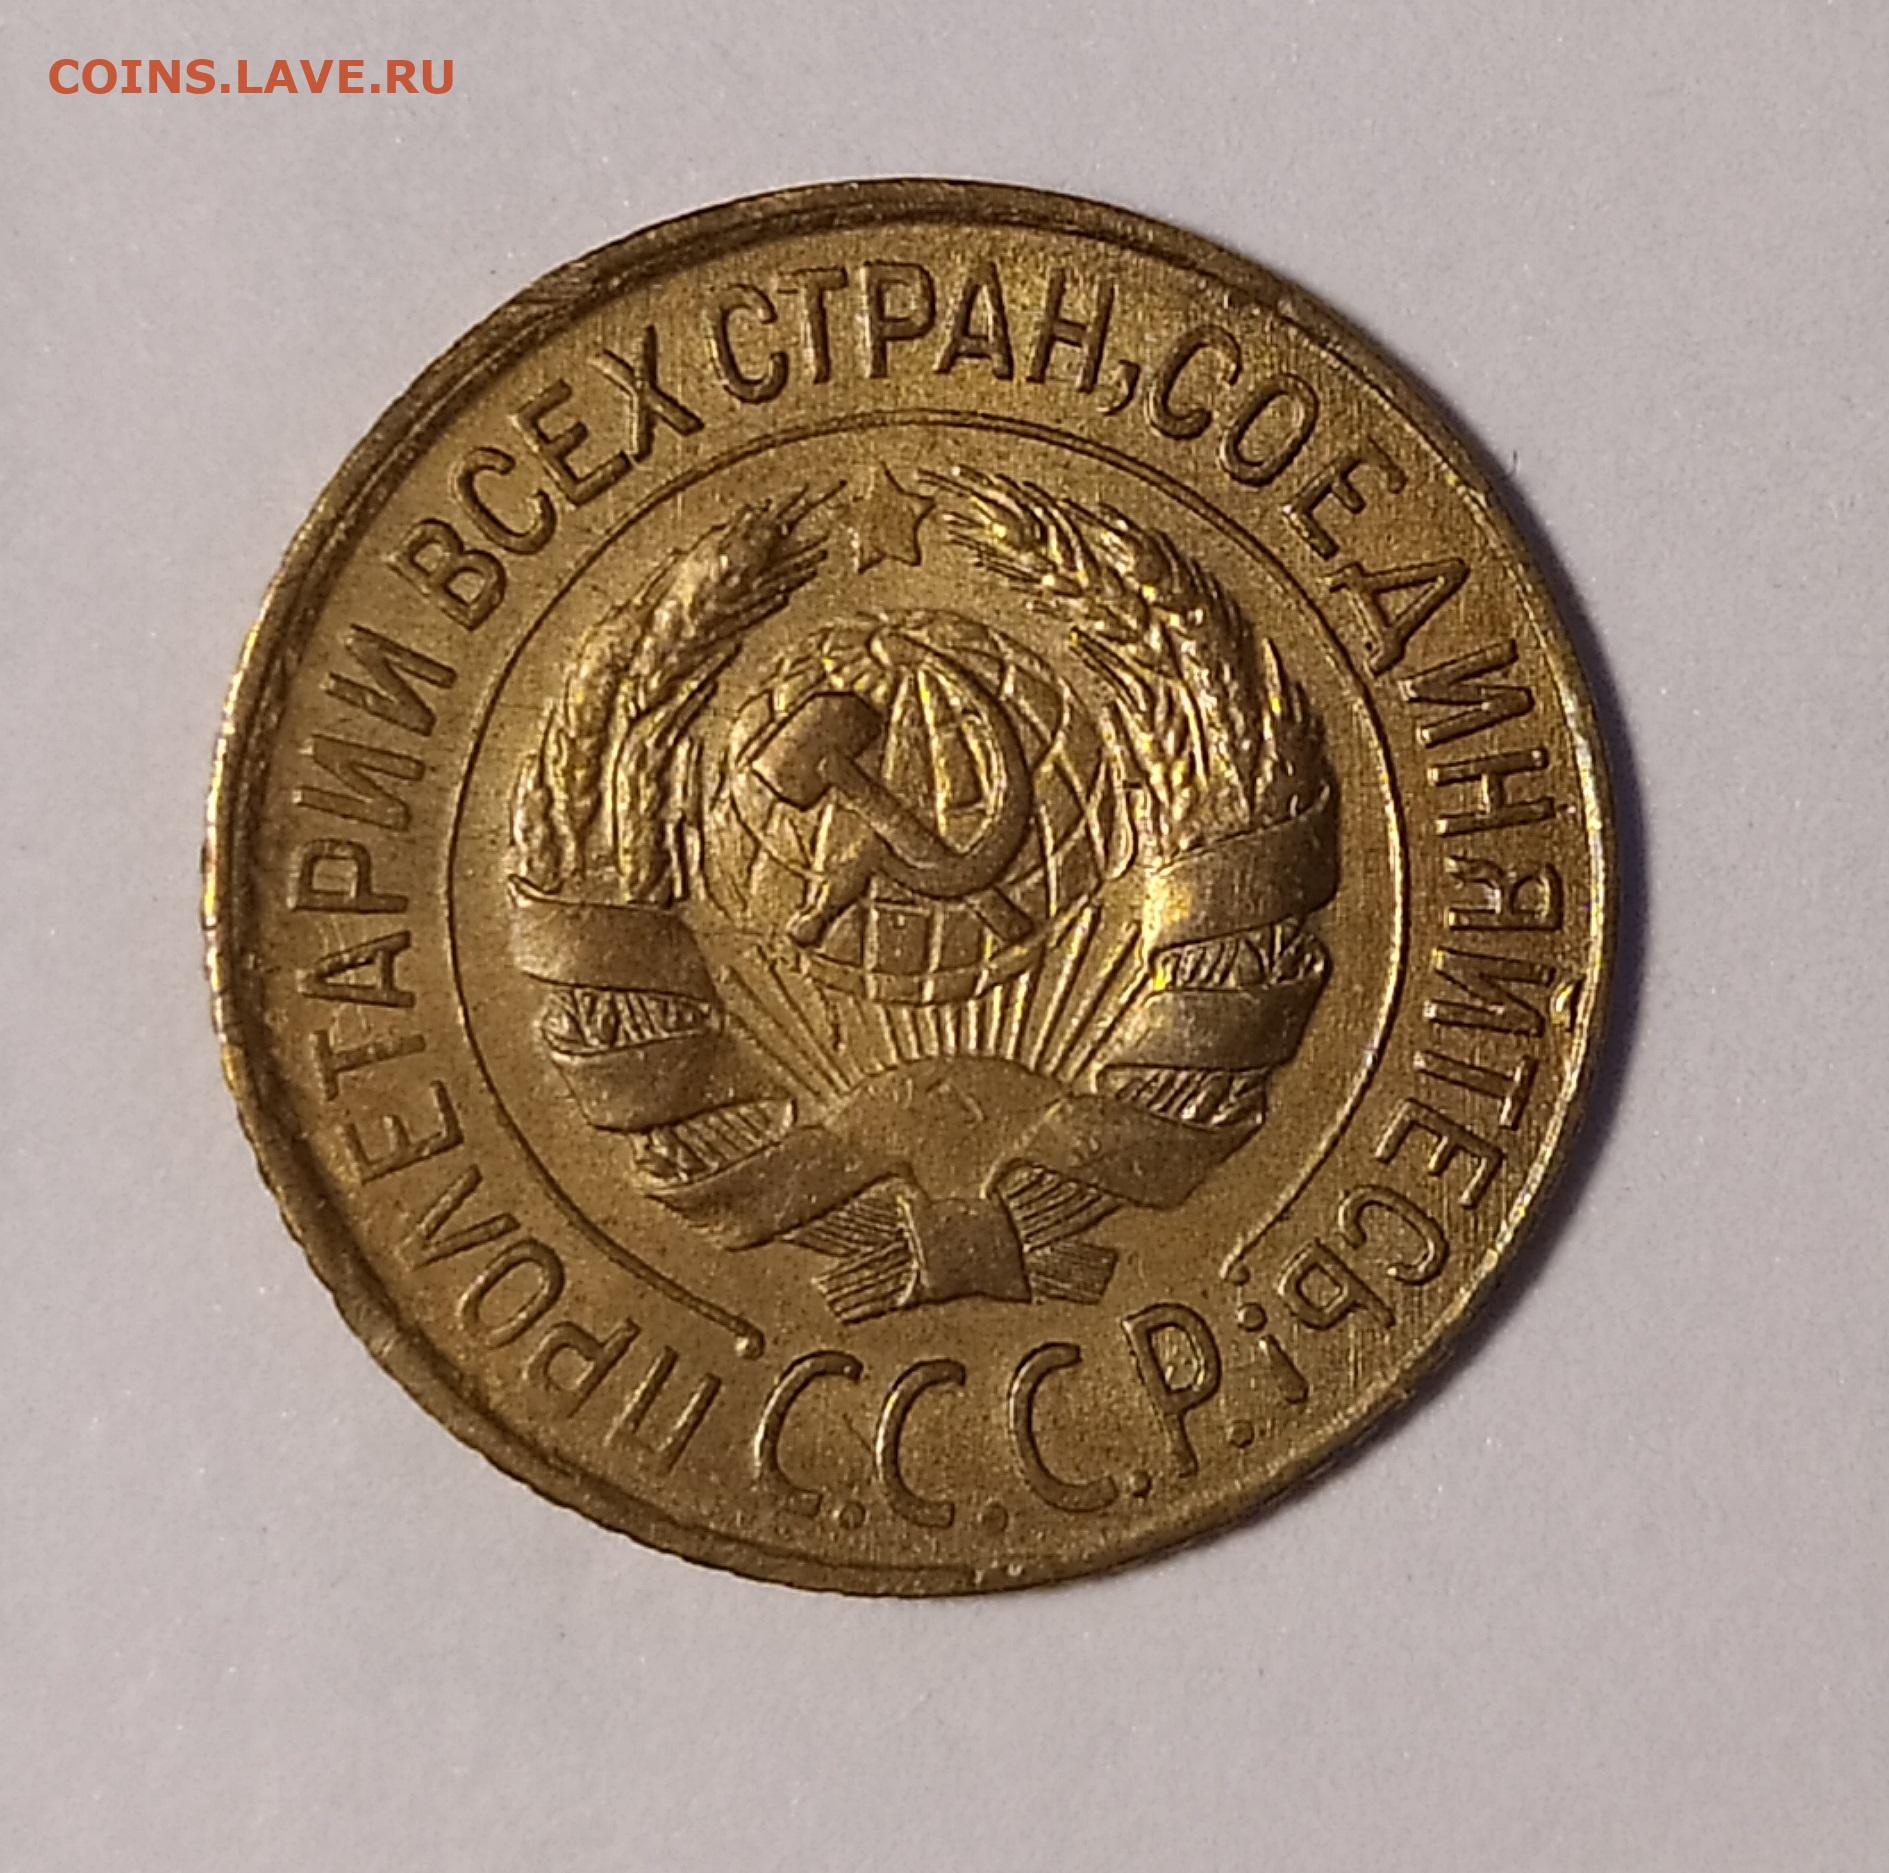 COINS.LAVE.RU
ПРОЛЕТАРИИ ВСЕХ СТРАН, СОЕДИНЯЙТЕСЬ!
С.С.С.Р.